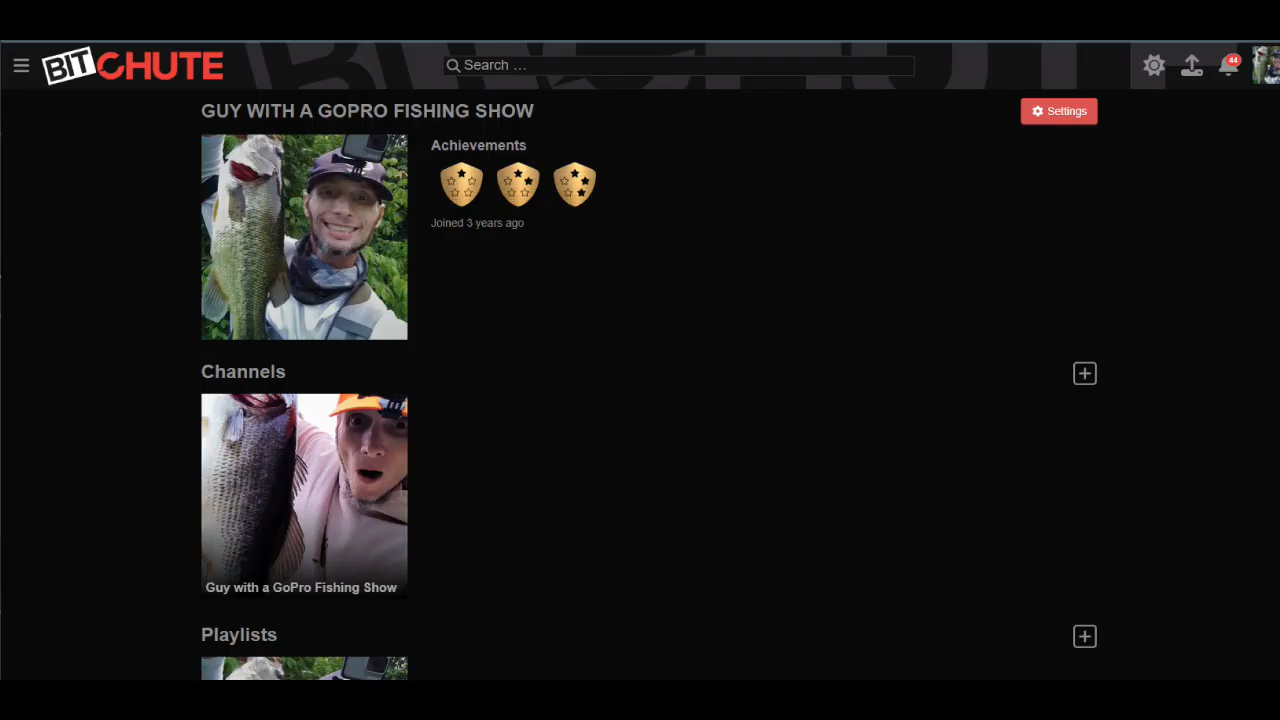 BITCHUTE
Search …
44
GUY WITH A GOPRO FISHING SHOW
Settings
Achievements
Joined 3 years ago
Channels
Guy with a GoPro Fishing Show
Playlists